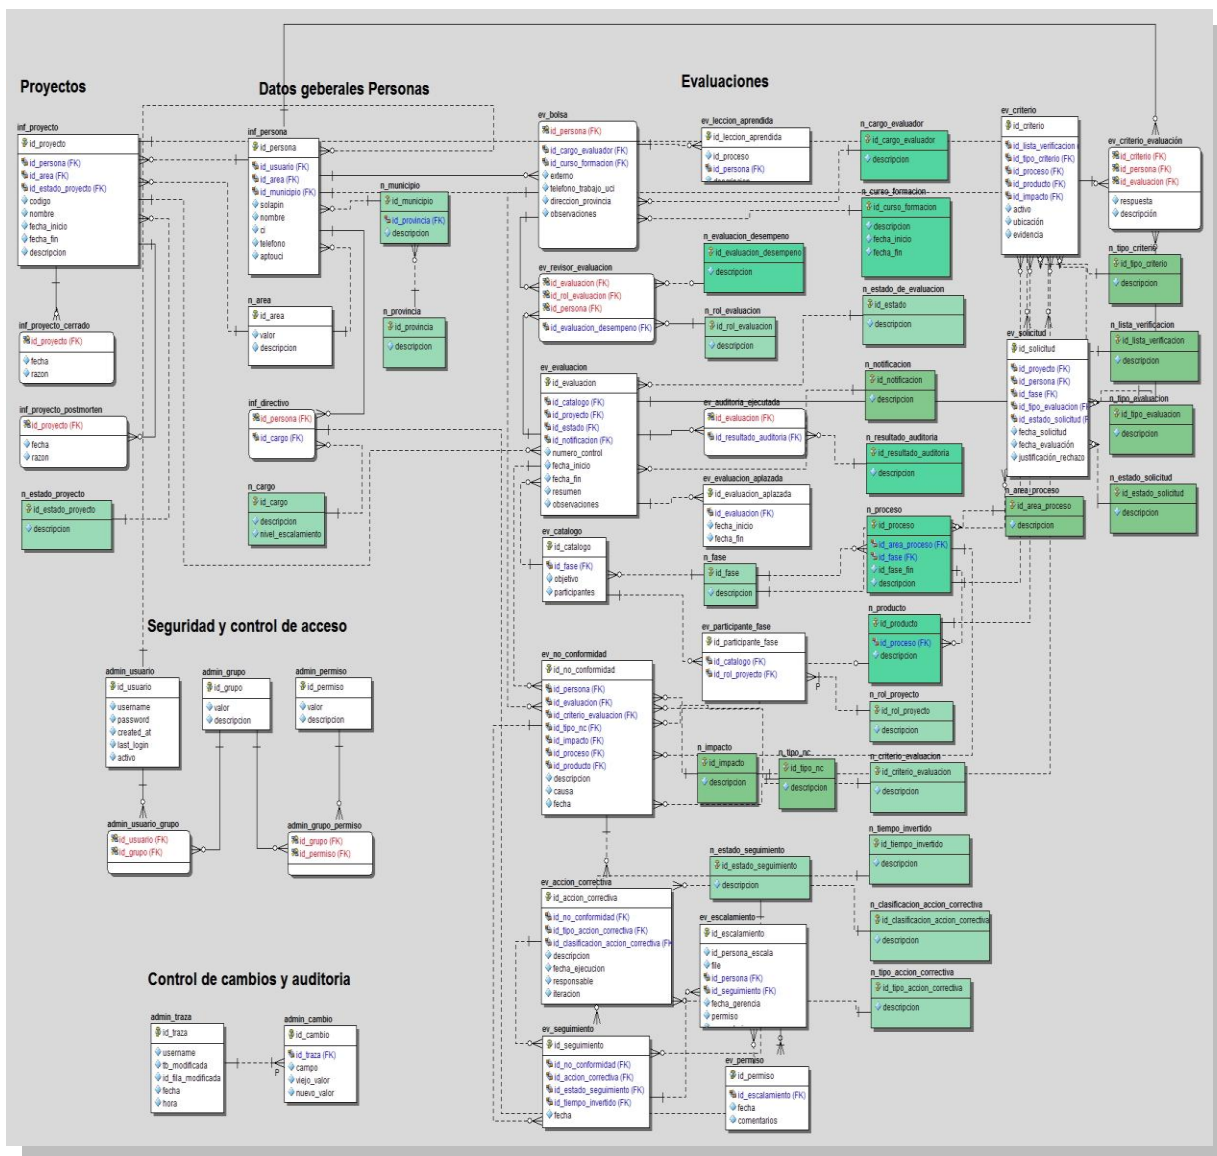 Proyectos
inf_proyecto
id_proyecto
id_persona (FK)
id_area (FK)
id_estado_proyecto (FK)
codigo
nombre
fecha_inicio
fecha_fin
descripcion
inf_proyecto_cerrado
id_proyecto (FK)
fecha
razon
inf_proyecto_postmorten
id_proyecto (FK)
fecha
razon
n_estado_proyecto
id_estado_proyecto
descripcion
Datos geberales Personas
inf_persona
id_persona
id_usuario (FK)
id_area (FK)
id_municipio (FK)
solapin
nombre
ci
telefono
aptouci
n_municipio
id_municipio
id_provincia (FK)
descripcion
n_area
id_area
valor
descripcion
n_provincia
id_provincia
descripcion
inf_directivo
id_persona (FK)
id_cargo (FK)
n_cargo
id_cargo
descripcion
nivel_escalamiento
Seguridad y control de acceso
admin_usuario
id_usuario
username
password
created_at
last_login
activo
admin_grupo
id_grupo
valor
descripcion
admin_permiso
id_permiso
valor
descripcion
admin_usuario_grupo
id_usuario (FK)
id_grupo (FK)
admin_grupo_permiso
id_grupo (FK)
id_permiso (FK)
Control de cambios y auditoria
admin_traza
id_traza
username
tb_modificada
id_fila_modificada
fecha
hora
P
admin_cambio
id_cambio
id_traza (FK)
campo
viejo_valor
nuevo_valor
Evaluaciones
ev_bolsa
id_persona (FK)
id_cargo_evaluador (FK)
id_curso_formacion (FK)
externo
telefono_trabajo_uci
direccion_provincia
observaciones
ev_leccion_aprendida
id_leccion_aprendida
id_proceso
id_persona (FK)
n_cargo_evaluador
id_cargo_evaluador
descripcion
n_curso_formacion
id_curso_formacion
descripcion
fecha_inicio
fecha_fin
ev_criterio
id_criterio
id_lista_verificacion
id_tipo_criterio (FK)
id_proceso (FK)
id_producto (FK)
id_impacto (FK)
activo
ubicación
evidencia
ev_criterio_evaluación
id_criterio (FK)
id_persona (FK)
id_evaluacion (FK)
respuesta
descripción
n_evaluacion_desempeno
id_evaluacion_desempeno
descripcion
ev_revisor_evaluacion
id_evaluacion (FK)
id_rol_evaluacion (FK)
id_persona (FK)
id_evaluacion_desempeno (FK)
n_rol_evaluacion
id_rol_evaluacion
descripcion
n_estado_de_evaluacion
id_estado
descripcion
n_tipo_criterio
id_tipo_criterio
descripcion
n_lista_verificacion
id_lista_verificacion
descripcion
ev_solicitud
id_solicitud
id_proyecto (FK)
id_persona (FK)
id_fase (FK)
id_tipo_evaluacion (F
id_estado_solicitud (F
fecha_solicitud
fecha_evaluación
justificación_rechazo
n_tipo_evaluacion
id_tipo_evaluacion
descripcion
n_estado_solicitud
id_estado_solicitud
descripcion
ev_evaluacion
id_evaluacion
id_catalogo (FK)
id_proyecto (FK)
id_estado (FK)
id_notificacion (FK)
numero_control
fecha_inicio
fecha_fin
resumen
observaciones
n_notificacion
id_notificacion
descripcion
ev_auditoria_ejecutada
id_evaluacion (FK)
id_resultado_auditoria (FK)
n_resultado_auditoria
id_resultado_auditoria
descripcion
ev_evaluacion_aplazada
id_evaluacion_aplazada
id_evaluacion (FK)
fecha_inicio
fecha_fin
n_area_proceso
id_area_proceso
descripcion
n_proceso
id_proceso
id_area_proceso (FK)
id_fase (FK)
id_fase_fin
descripcion
ev_catalogo
id_catalogo
id_fase (FK)
objetivo
participantes
n_fase
id_fase
descripcion
n_producto
id_producto
id_proceso (FK)
descripcion
ev_participante_fase
id_participante_fase
id_catalogo (FK)
id_rol_proyecto (FK)
P
n_rol_proyecto
id_rol_proyecto
descripcion
ev_no_conformidad
id_no_conformidad
id_persona (FK)
id_evaluacion (FK)
id_criterio_evaluacion (FK)
id_tipo_nc (FK)
id_impacto (FK)
id_proceso (FK)
id_producto (FK)
descripcion
causa
fecha
n_impacto
id_impacto
descripcion
n_tipo_nc
id_tipo_nc
descripcion
n_criterio_evaluacion
id_criterio_evaluacion
descripcion
n_tiempo_invertido
id_tiempo_invertido
descripcion
n_estado_seguimiento
id_estado_seguimiento
descripcion
ev_accion_correctiva
id_accion_correctiva
id_no_conformidad (FK)
id_tipo_accion_correctiva (FK)
id_clasificacion_accion_correctiva (F
descripcion
fecha_ejecucion
responsable
iteracion
ev_escalamiento
id_escalamiento
id_persona_escala
file
id_persona (FK)
id_seguimiento (FK)
fecha_gerencia
permiso
n_clasificacion_accion_correctiva
id_clasificacion_accion_correctiva
descripcion
n_tipo_accion_correctiva
id_tipo_accion_correctiva
descripcion
ev_seguimiento
id_seguimiento
id_no_conformidad (FK)
id_accion_correctiva (FK)
id_estado_seguimiento (FK)
id_tiempo_invertido (FK)
fecha
ev_permiso
id_permiso
id_escalamiento (FK)
fecha
comentarios